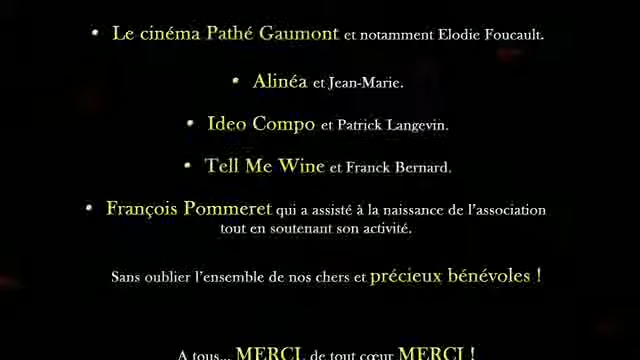 • Le cinéma Pathé Gaumont et notamment Elodie Foucault.
• Alinéa et Jean-Marie.
• Ideo Compo et Patrick Langevin.
• Tell Me Wine et Franck Bernard.
• François Pommeret qui a assisté à la naissance de l'association
tout en soutenant son activité.
Sans oublier l'ensemble de nos chers et précieux bénévoles !
A tous... MERCI, de tout cœur MERCI !